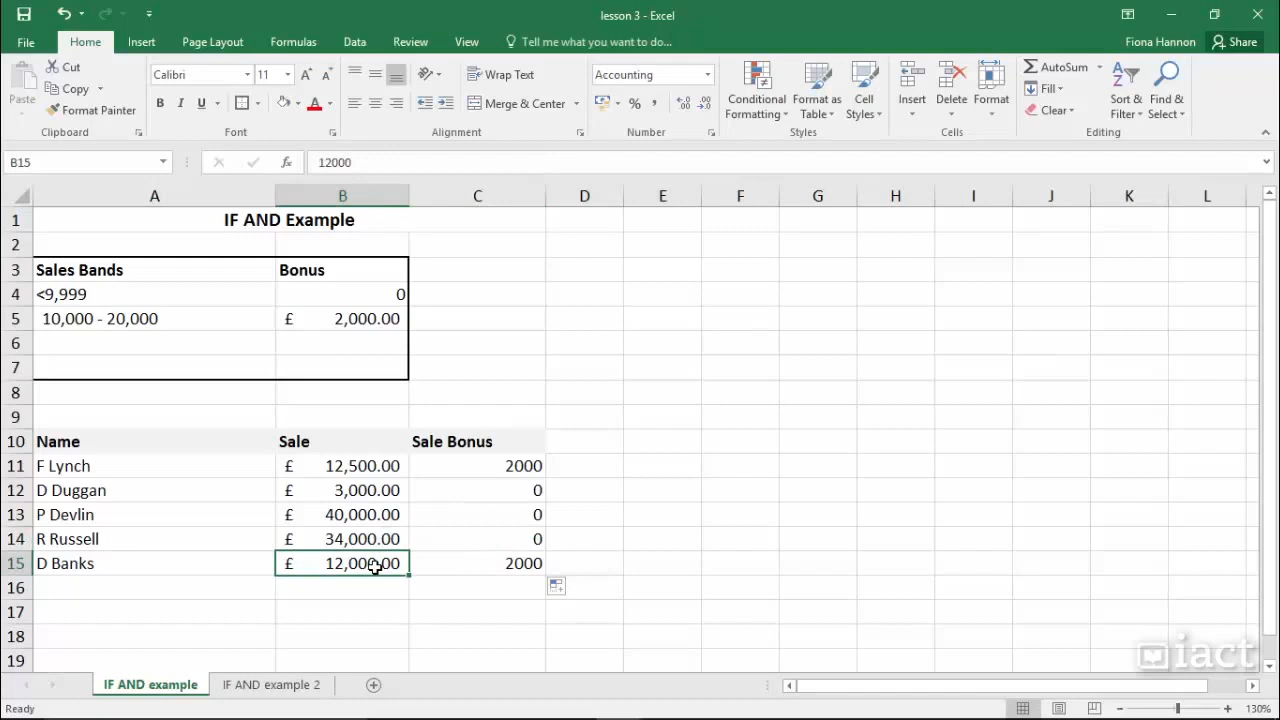 lesson 3 - Excel
File Home Insert Page Layout Formulas Data Review View Tell me what you want to do... Fiona Hannon Share
Paste Cut Copy Format Painter Clipboard
Calibri 11 A A B I U A Font
Wrap Text Merge & Center Alignment
Accounting % , Number
Conditional Formatting Format as Table Cell Styles Styles
Insert Delete Format Cells
AutoSum Fill Clear Sort & Filter Find & Select Editing
B15 fx 12000
A B C D E F G H I J K L
1 IF AND Example
2
3 Sales Bands Bonus
4 <9,999 0
5 10,000 - 20,000 £ 2,000.00
6
7
8
9
10 Name Sale Sale Bonus
11 F Lynch £ 12,500.00 2000
12 D Duggan £ 3,000.00 0
13 P Devlin £ 40,000.00 0
14 R Russell £ 34,000.00 0
15 D Banks £ 12,000.00 2000
16
17
18
19
iact
IF AND example IF AND example 2
Ready 130%